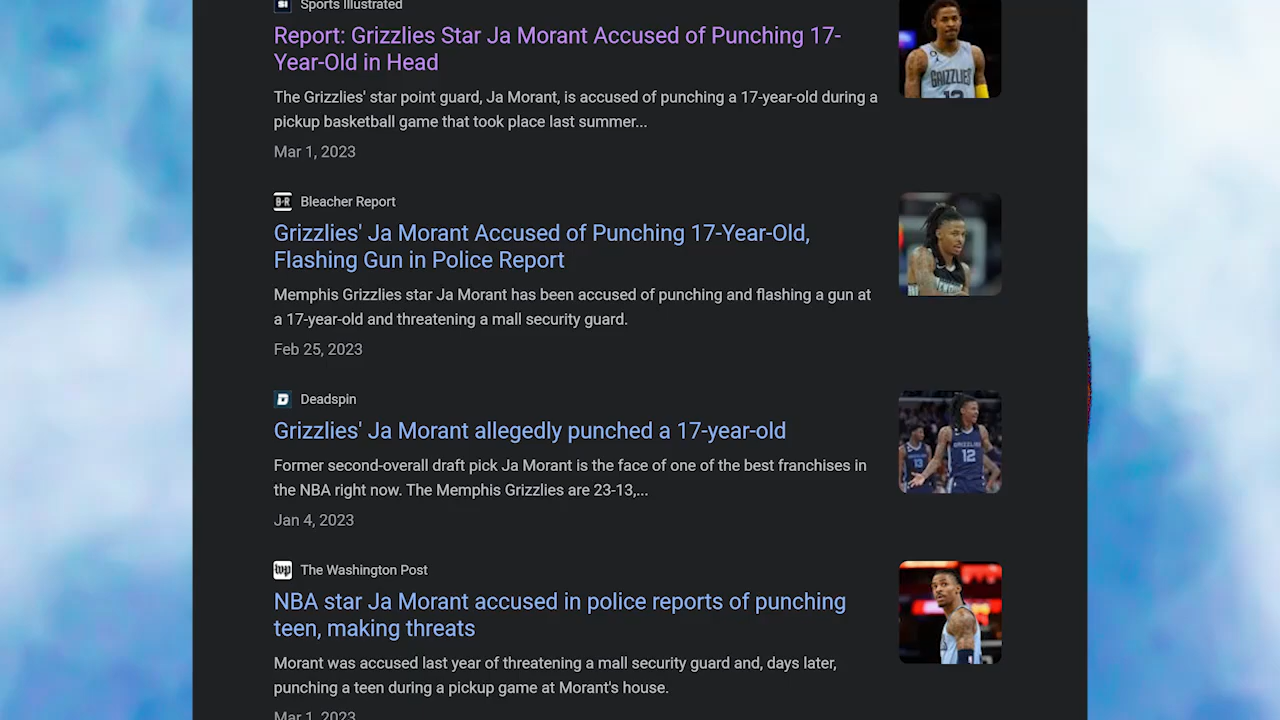 Sports Illustrated
Report: Grizzlies Star Ja Morant Accused of Punching 17-
Year-Old in Head
The Grizzlies' star point guard, Ja Morant, is accused of punching a 17-year-old during a
pickup basketball game that took place last summer...
Mar 1, 2023
B-R Bleacher Report
Grizzlies' Ja Morant Accused of Punching 17-Year-Old,
Flashing Gun in Police Report
Memphis Grizzlies star Ja Morant has been accused of punching and flashing a gun at
a 17-year-old and threatening a mall security guard.
Feb 25, 2023
D Deadspin
Grizzlies' Ja Morant allegedly punched a 17-year-old
Former second-overall draft pick Ja Morant is the face of one of the best franchises in
the NBA right now. The Memphis Grizzlies are 23-13,...
Jan 4, 2023
wp The Washington Post
NBA star Ja Morant accused in police reports of punching
teen, making threats
Morant was accused last year of threatening a mall security guard and, days later,
punching a teen during a pickup game at Morant's house.
Mar 1, 2023
GRIZZLIES
12
13